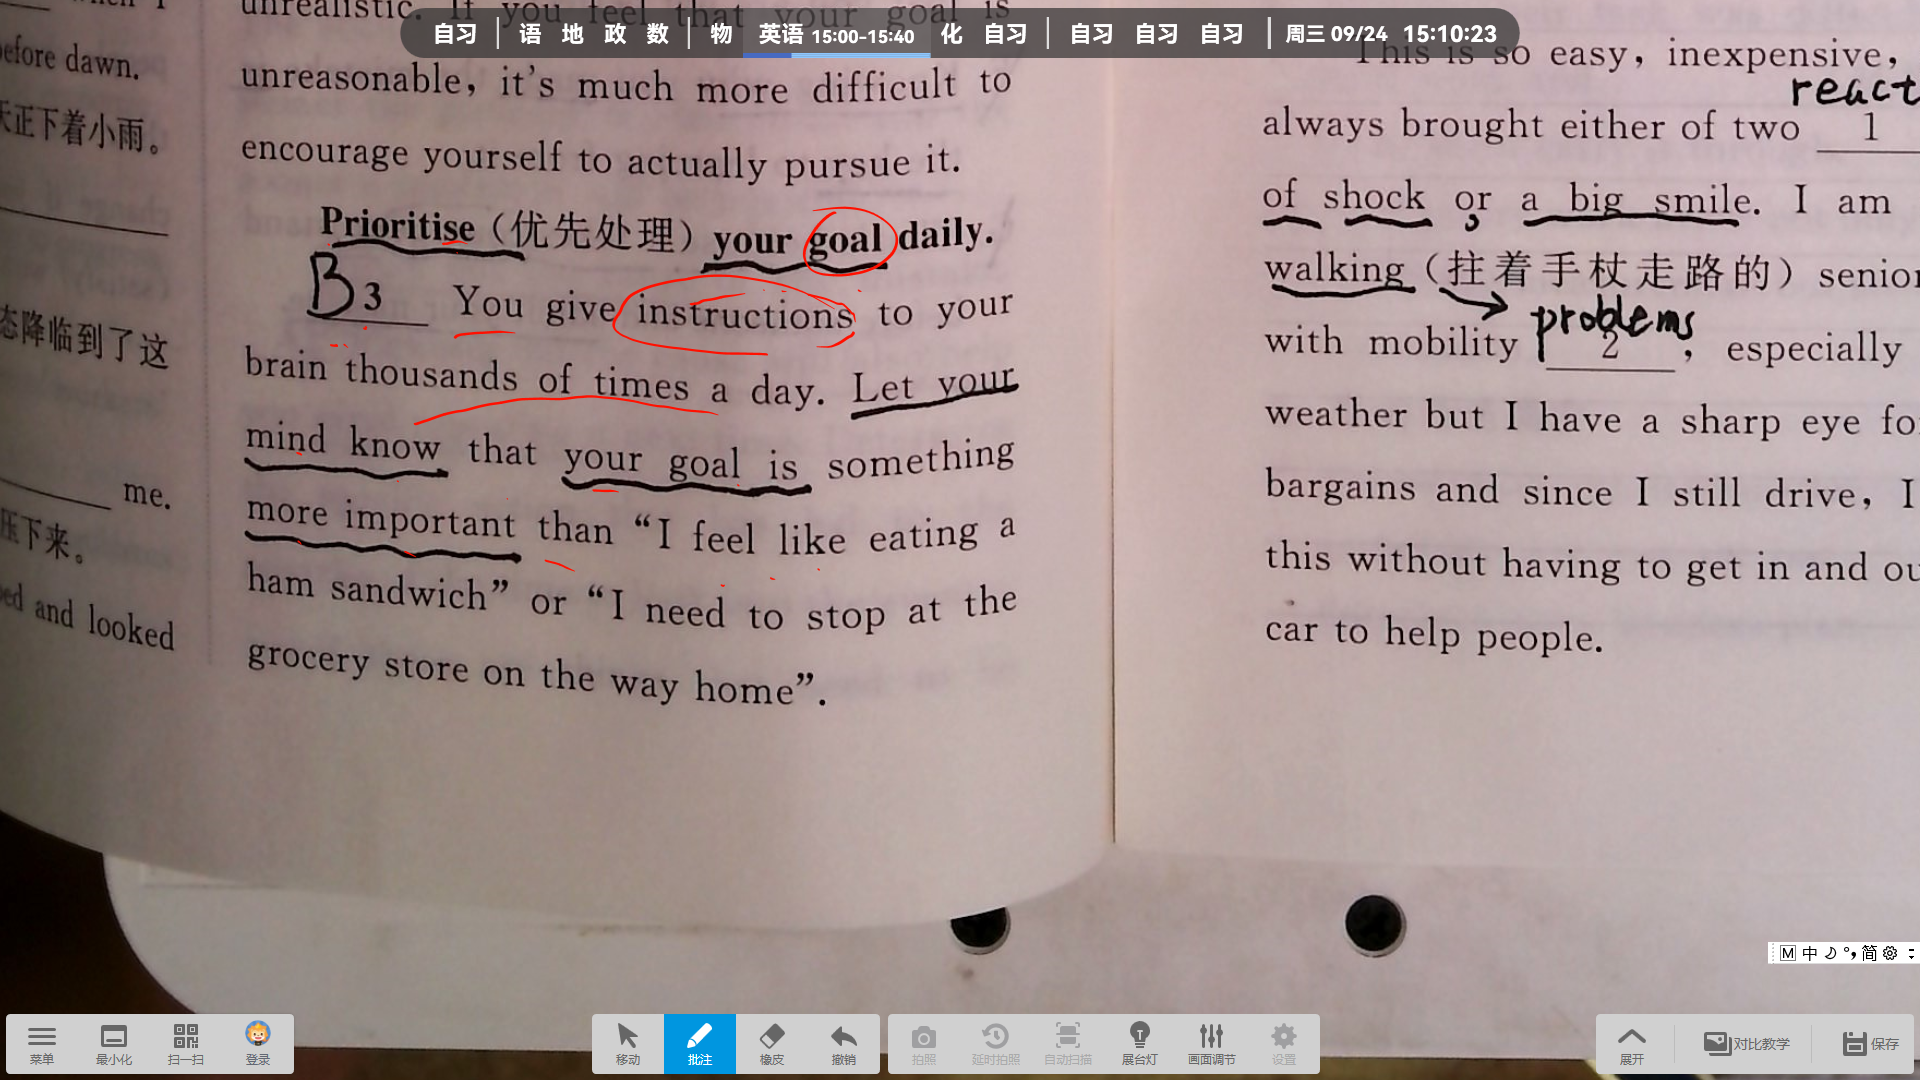 自习 | 语 地 政 数 | 物 英语 15:00-15:40 化 自习 | 自习 自习 自习 | 周三 09/24 15:10:23
efore dawn.
天正下着小雨。
态降临到了这
me.
压下来。
ed and looked
unrealistic. If you feel that your goal is
unreasonable, it's much more difficult to
encourage yourself to actually pursue it.
Prioritise（优先处理）your goal daily.
B 3 You give instructions to your
brain thousands of times a day. Let your
mind know that your goal is something
more important than “I feel like eating a
ham sandwich” or “I need to stop at the
grocery store on the way home”.
This is so easy, inexpensive,
react
always brought either of two 1
of shock or a big smile. I am
walking（拄着手杖走路的）senior
problems
with mobility 2 , especially
weather but I have a sharp eye fo
bargains and since I still drive, I
this without having to get in and ou
car to help people.
M 中 简
菜单 最小化 扫一扫 登录 移动 批注 橡皮 撤销 拍照 延时拍照 自动扫描 展台灯 画面调节 设置 展开 对比教学 保存